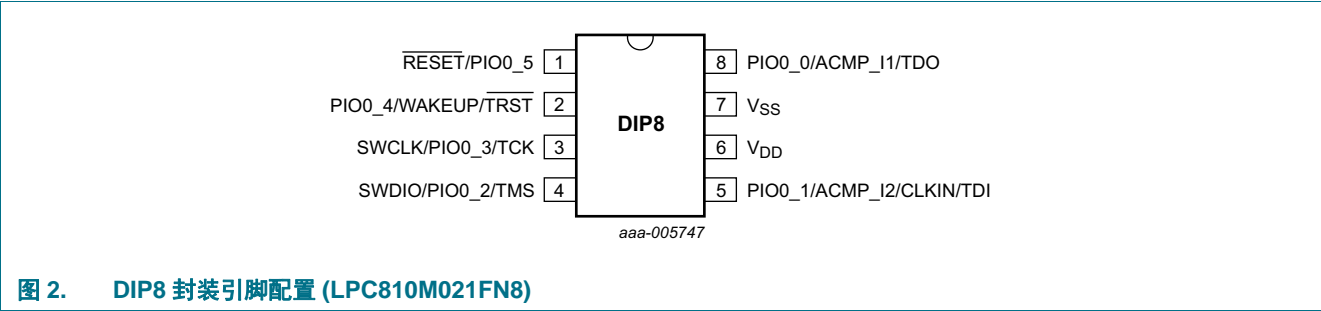 RESET/PIO0_5 1
8 PIO0_0/ACMP_I1/TDO
PIO0_4/WAKEUP/TRST 2
7 VSS
DIP8
SWCLK/PIO0_3/TCK 3
6 VDD
SWDIO/PIO0_2/TMS 4
5 PIO0_1/ACMP_I2/CLKIN/TDI
aaa-005747
图 2. DIP8 封装引脚配置 (LPC810M021FN8)